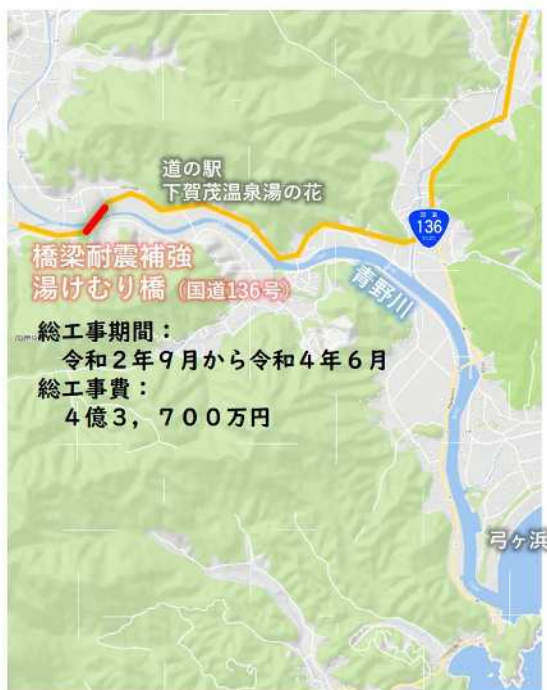 道の駅
下賀茂温泉湯の花
国道
136
青野川
橋梁耐震補強
湯けむり橋（国道136号）
総工事期間：
令和２年９月から令和４年６月
総工事費：
４億３，７００万円
弓ヶ浜